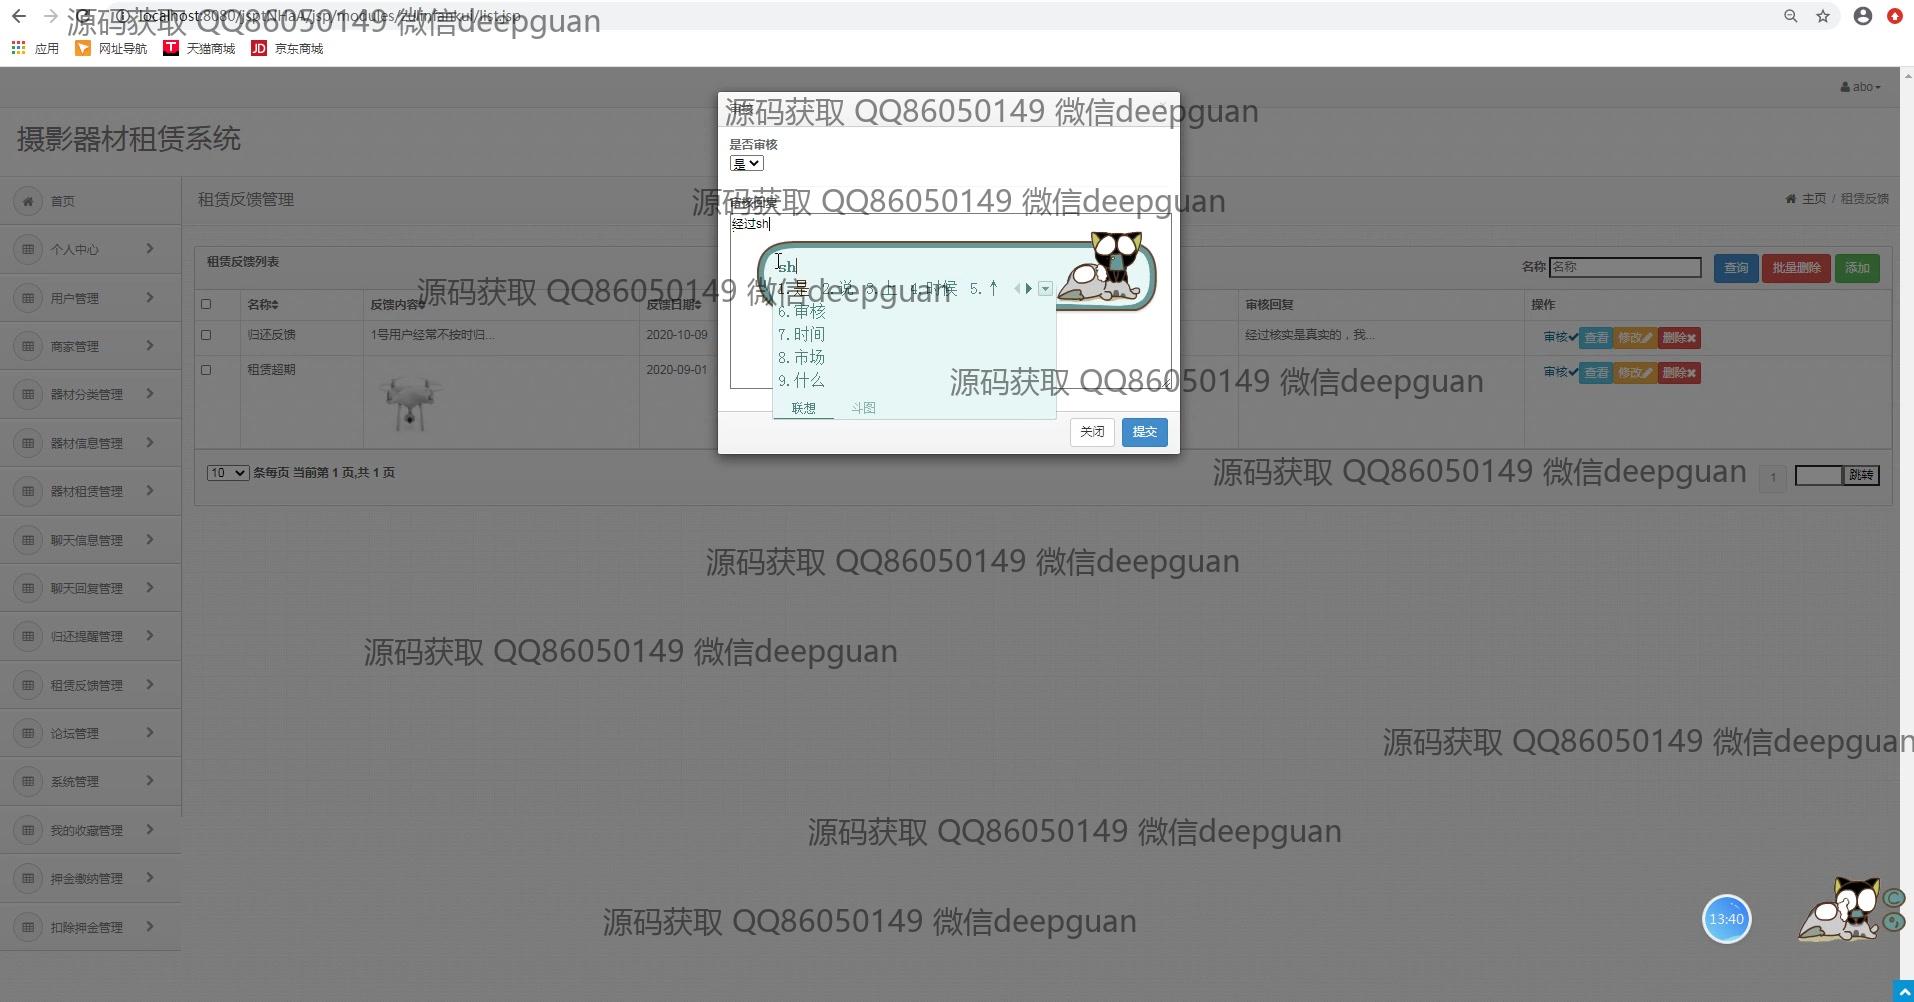 源码获取 QQ86050149 微信deepguan
应用 网址导航 天猫商城 京东商城
abo
源码获取 QQ86050149 微信deepguan
摄影器材租赁系统
是否审核
是
首页
租赁反馈管理
主页 / 租赁反馈
源码获取 QQ86050149 微信deepguan
经过sh
个人中心
租赁反馈列表
名称 名称 查询 批量删除 添加
sh
1.是 2.说 3.上 4.时候 5.↑
6.审核
7.时间
8.市场
9.什么
联想 斗图
源码获取 QQ86050149 微信deepguan
用户管理
名称 反馈内容 反馈日期 审核回复 操作
归还反馈 1号用户经常不按时归... 2020-10-09 经过核实是真实的，我... 审核 查看 修改 删除
商家管理
租赁超期 2020-09-01 审核 查看 修改 删除
源码获取 QQ86050149 微信deepguan
器材分类管理
关闭 提交
器材信息管理
10 条每页 当前第 1 页,共 1 页
源码获取 QQ86050149 微信deepguan
1 跳转
器材租赁管理
聊天信息管理
源码获取 QQ86050149 微信deepguan
聊天回复管理
归还提醒管理
源码获取 QQ86050149 微信deepguan
租赁反馈管理
论坛管理
源码获取 QQ86050149 微信deepguan
系统管理
我的收藏管理
源码获取 QQ86050149 微信deepguan
押金缴纳管理
扣除押金管理
源码获取 QQ86050149 微信deepguan
13:40